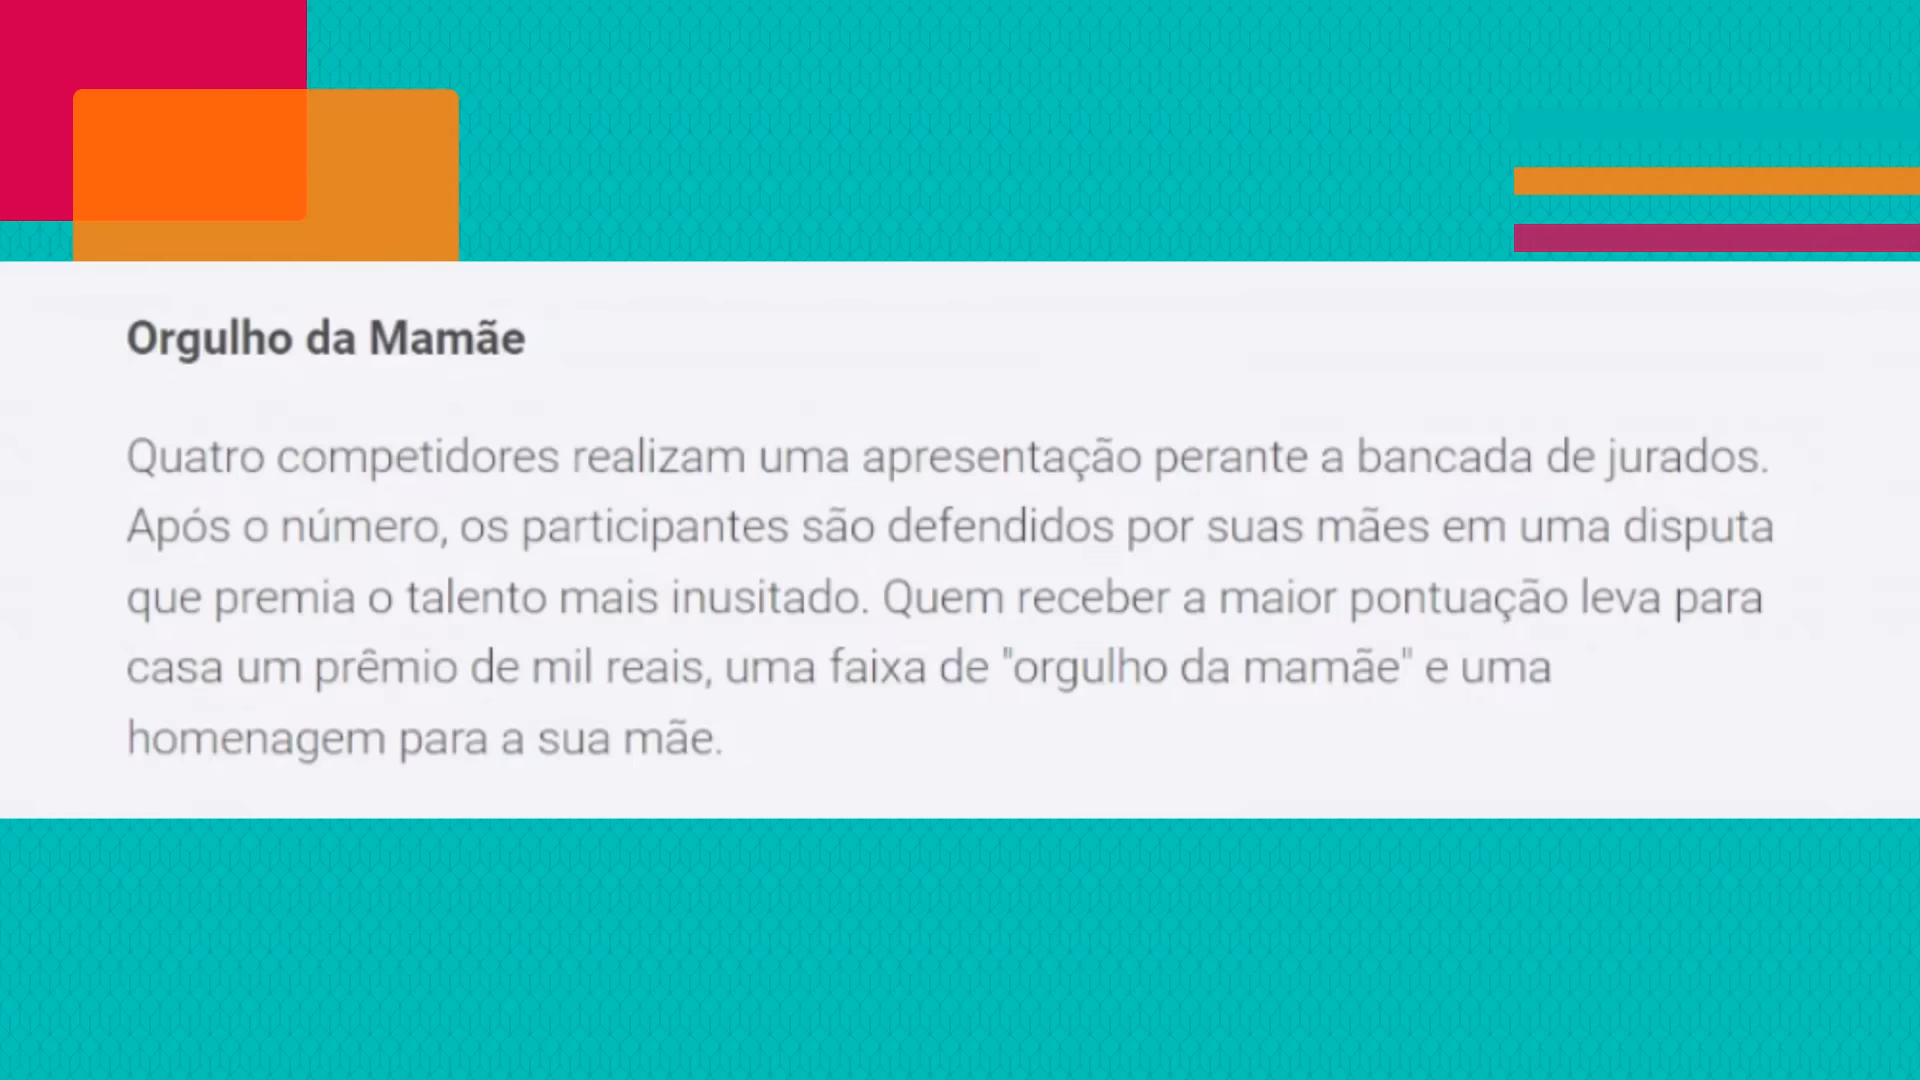 Orgulho da Mamãe
Quatro competidores realizam uma apresentação perante a bancada de jurados.
Após o número, os participantes são defendidos por suas mães em uma disputa
que premia o talento mais inusitado. Quem receber a maior pontuação leva para
casa um prêmio de mil reais, uma faixa de "orgulho da mamãe" e uma
homenagem para a sua mãe.